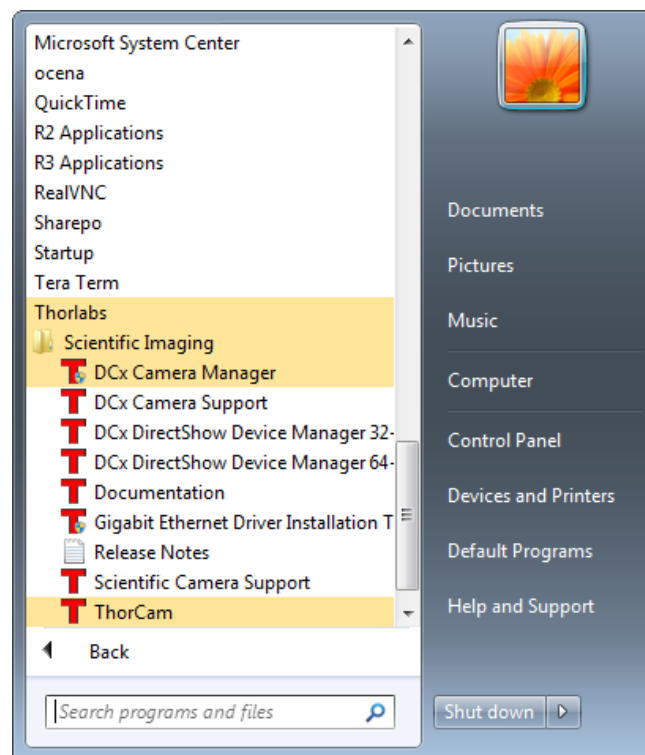 Microsoft System Center
ocena
QuickTime
R2 Applications
R3 Applications
RealVNC
Sharepo
Startup
Tera Term
Thorlabs
Scientific Imaging
DCx Camera Manager
DCx Camera Support
DCx DirectShow Device Manager 32-
DCx DirectShow Device Manager 64-
Documentation
Gigabit Ethernet Driver Installation T
Release Notes
Scientific Camera Support
ThorCam
Back
Search programs and files
Documents
Pictures
Music
Computer
Control Panel
Devices and Printers
Default Programs
Help and Support
Shut down